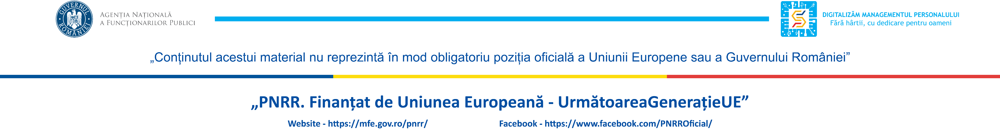 GUVERNUL ROMÂNIEI
AGENȚIA NAȚIONALĂ
A FUNCȚIONARILOR PUBLICI
DIGITALIZĂM MANAGEMENTUL PERSONALULUI
Fără hârtii, cu dedicare pentru oameni
„Conținutul acestui material nu reprezintă în mod obligatoriu poziția oficială a Uniunii Europene sau a Guvernului României”
„PNRR. Finanțat de Uniunea Europeană - UrmătoareaGenerațieUE”
Website - https://mfe.gov.ro/pnrr/
Facebook - https://www.facebook.com/PNRROficial/